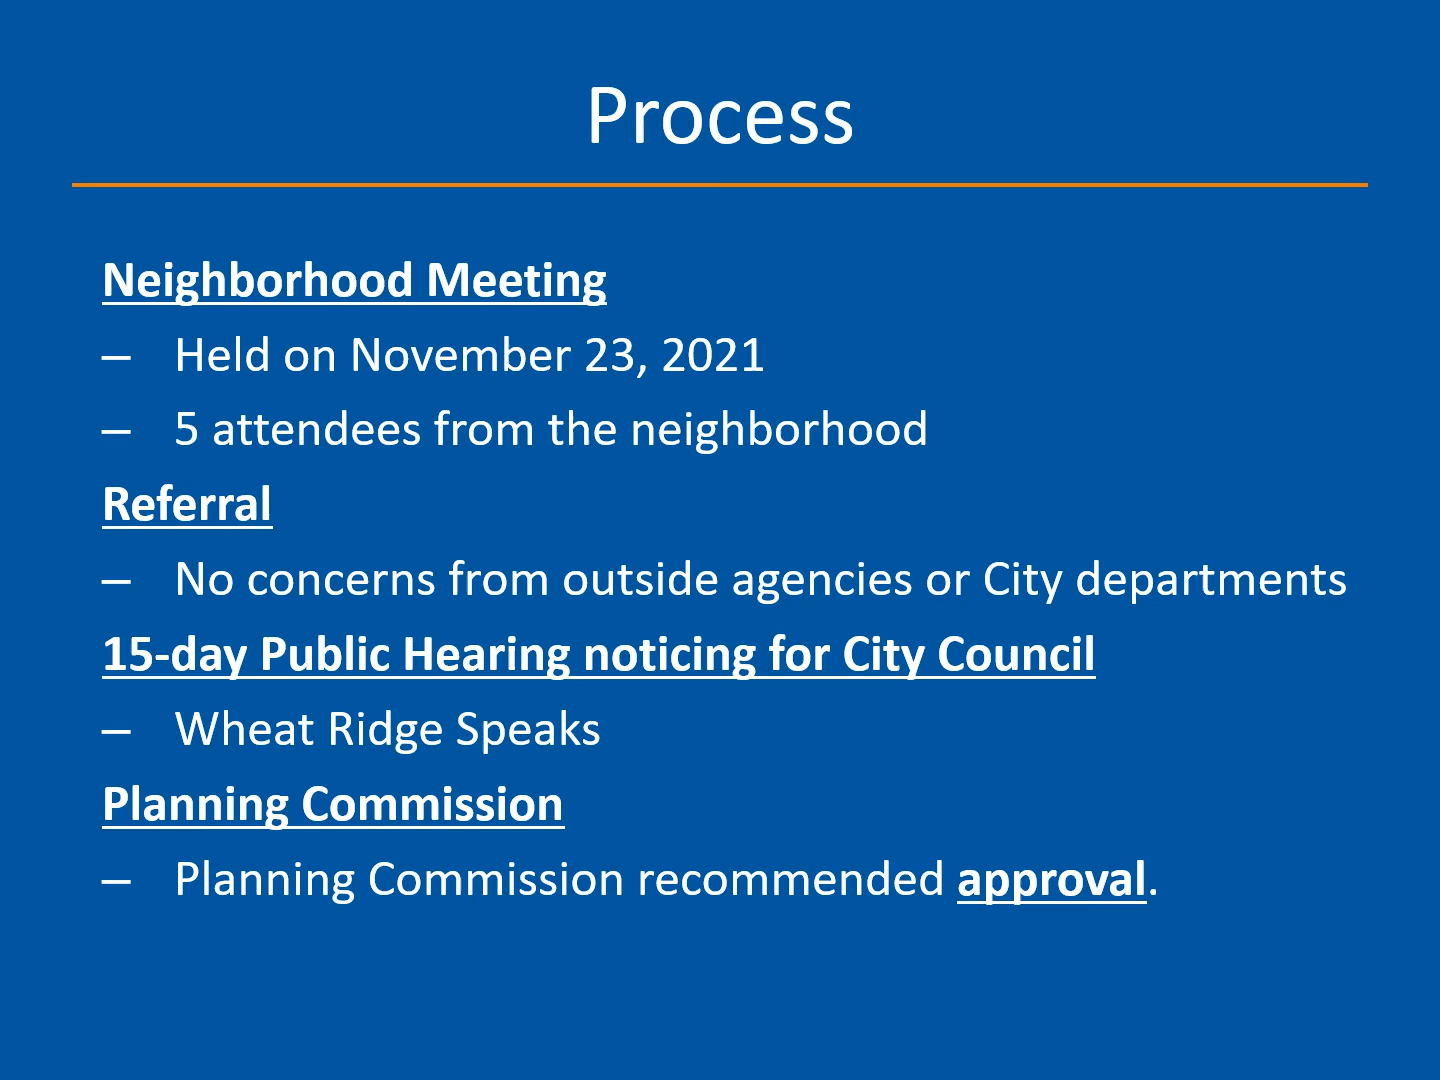 Process
Neighborhood Meeting
– Held on November 23, 2021
– 5 attendees from the neighborhood
Referral
– No concerns from outside agencies or City departments
15-day Public Hearing noticing for City Council
– Wheat Ridge Speaks
Planning Commission
– Planning Commission recommended approval.